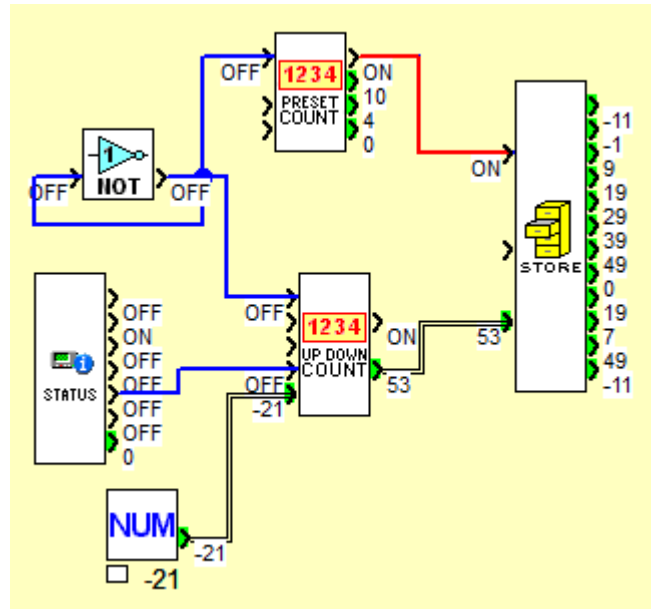 OFF
1234
PRESET
COUNT
ON
10
4
0
1
NOT
OFF
OFF
ON
STORE
53
-11
-1
9
19
29
39
49
0
19
7
49
-11
STATUS
OFF
ON
OFF
OFF
OFF
OFF
0
OFF
1234
UP DOWN
COUNT
OFF
-21
ON
53
NUM
-21
-21